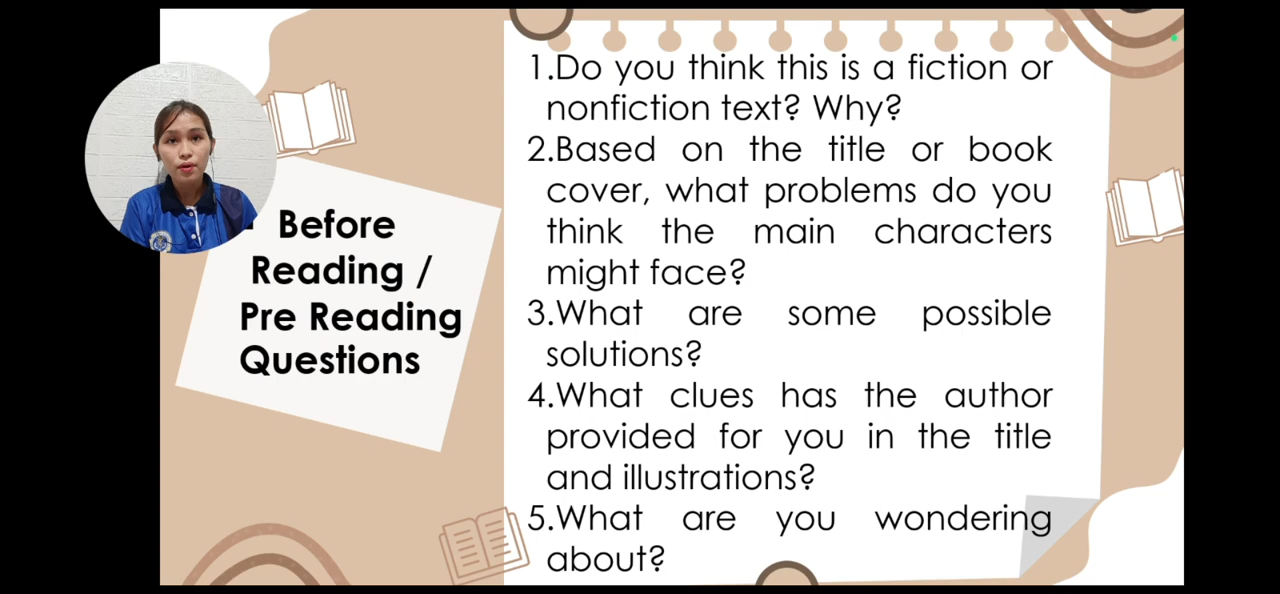 Before
Reading /
Pre Reading
Questions
1.Do you think this is a fiction or
nonfiction text? Why?
2.Based on the title or book
cover, what problems do you
think the main characters
might face?
3.What are some possible
solutions?
4.What clues has the author
provided for you in the title
and illustrations?
5.What are you wondering
about?